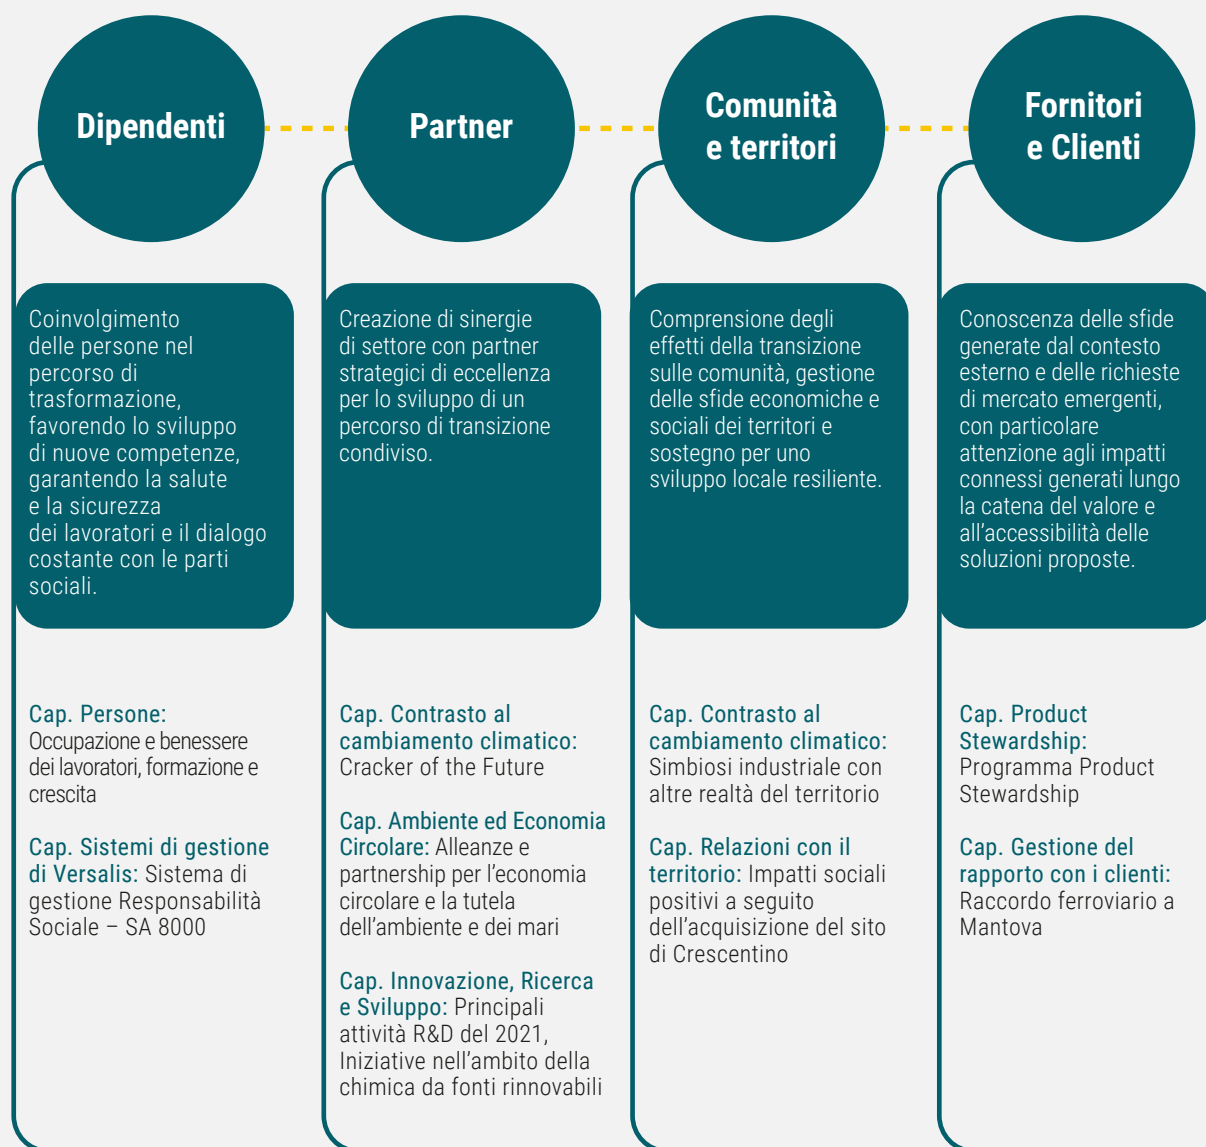 Dipendenti
Coinvolgimento
delle persone nel
percorso di
trasformazione,
favorendo lo sviluppo
di nuove competenze,
garantendo la salute
e la sicurezza
dei lavoratori e il dialogo
costante con le parti
sociali.
Cap. Persone:
Occupazione e benessere
dei lavoratori, formazione e
crescita
Cap. Sistemi di gestione
di Versalis: Sistema di
gestione Responsabilità
Sociale – SA 8000
Partner
Creazione di sinergie
di settore con partner
strategici di eccellenza
per lo sviluppo di un
percorso di transizione
condiviso.
Cap. Contrasto al
cambiamento climatico:
Cracker of the Future
Cap. Ambiente ed Economia
Circolare: Alleanze e
partnership per l'economia
circolare e la tutela
dell'ambiente e dei mari
Cap. Innovazione, Ricerca
e Sviluppo: Principali
attività R&D del 2021,
Iniziative nell'ambito della
chimica da fonti rinnovabili
Comunità
e territori
Comprensione degli
effetti della transizione
sulle comunità, gestione
delle sfide economiche e
sociali dei territori e
sostegno per uno
sviluppo locale resiliente.
Cap. Contrasto al
cambiamento climatico:
Simbiosi industriale con
altre realtà del territorio
Cap. Relazioni con il
territorio: Impatti sociali
positivi a seguito
dell'acquisizione del sito
di Crescentino
Fornitori
e Clienti
Conoscenza delle sfide
generate dal contesto
esterno e delle richieste
di mercato emergenti,
con particolare
attenzione agli impatti
connessi generati lungo
la catena del valore e
all'accessibilità delle
soluzioni proposte.
Cap. Product
Stewardship:
Programma Product
Stewardship
Cap. Gestione del
rapporto con i clienti:
Raccordo ferroviario a
Mantova